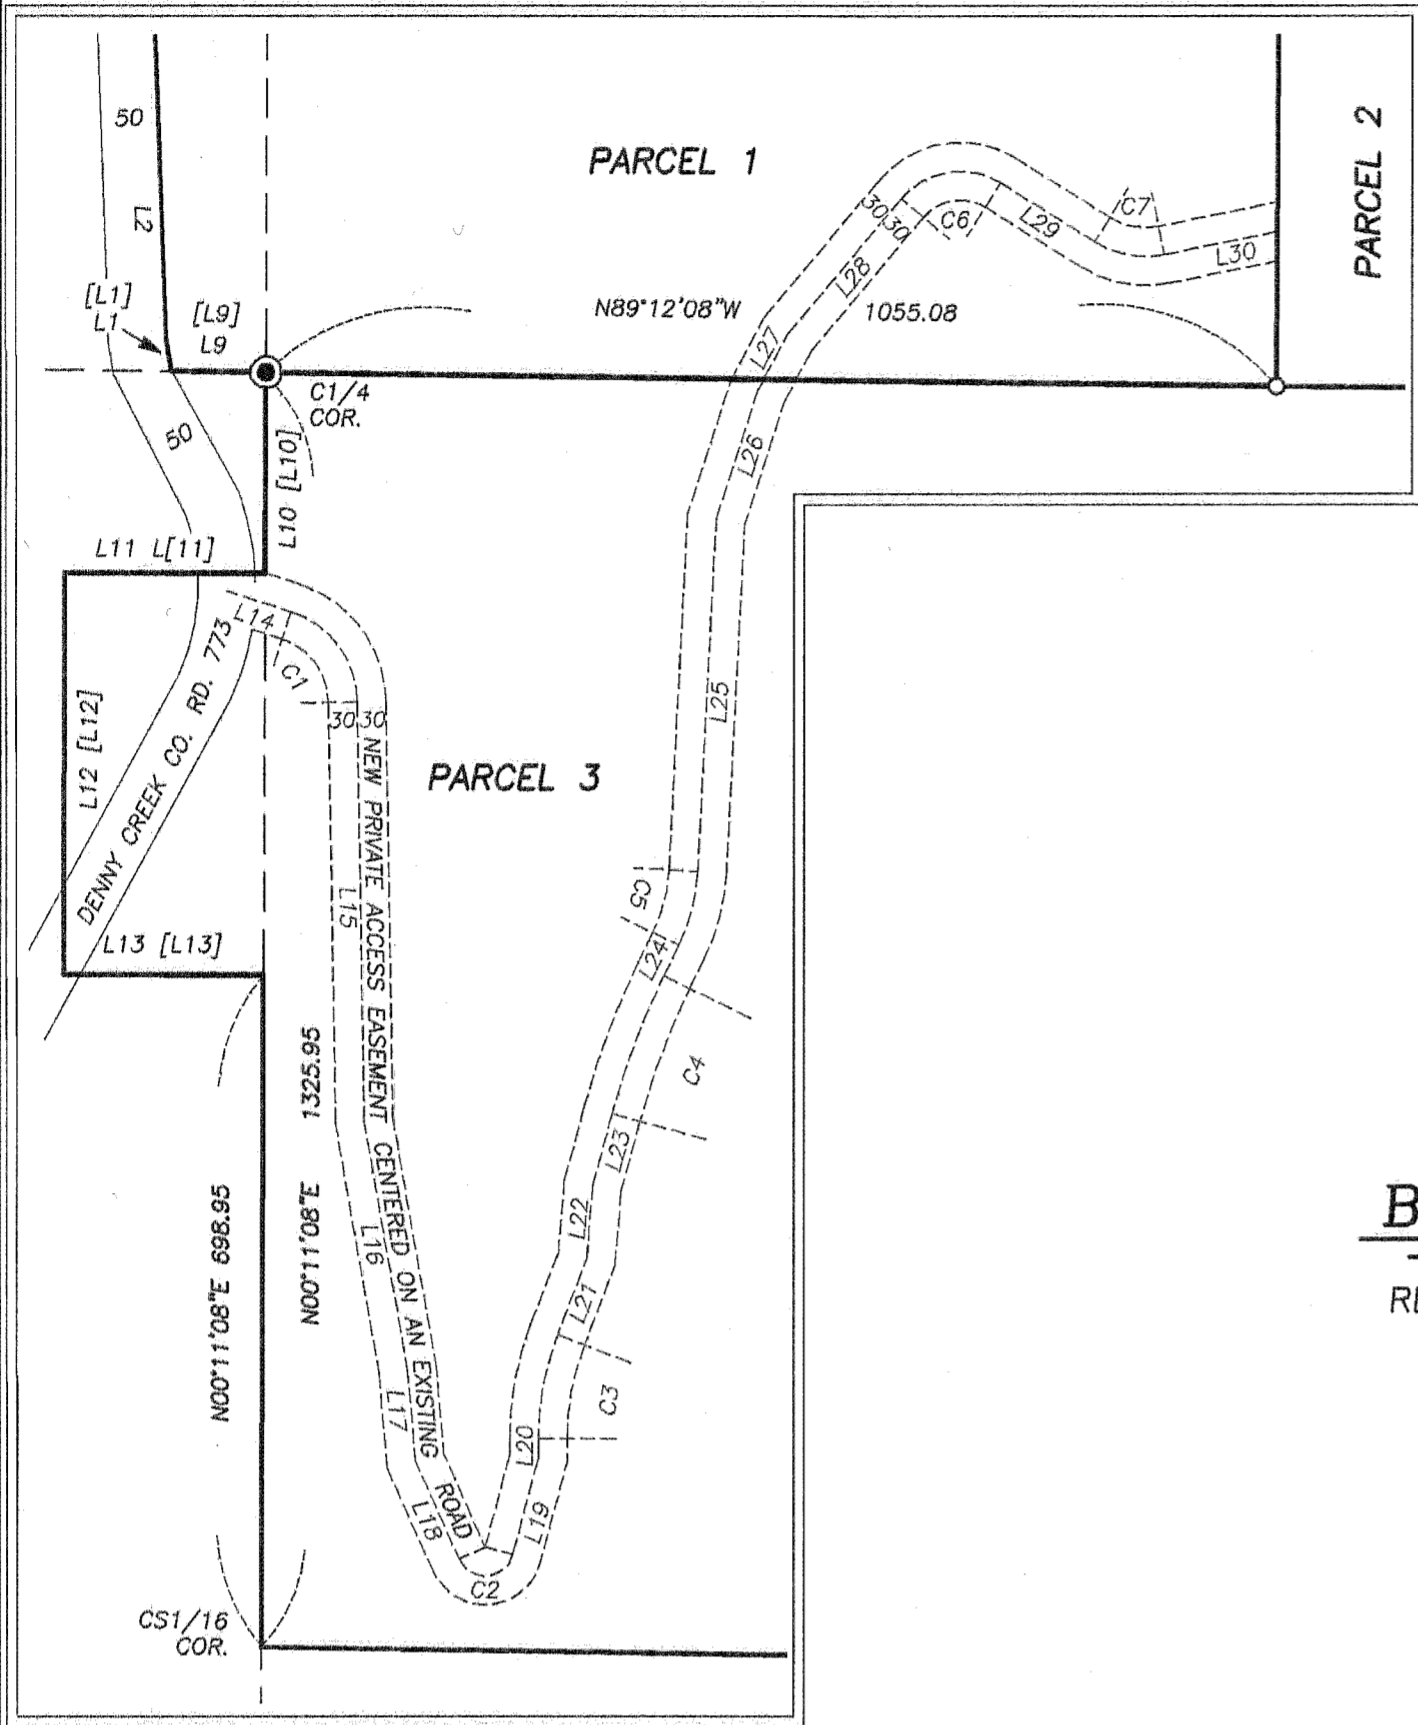 50
L2
[L1]
L1
[L9]
L9
PARCEL 1
PARCEL 2
30
30
C6
L29
C7
L30
L28
L27
N89°12'08"W
1055.08
C1/4
COR.
50
L10 [L10]
L26
L11 L[11]
L14
C1
30
30
L12 [L12]
DENNY CREEK CO. RD. 773
L13 [L13]
PARCEL 3
L25
NEW PRIVATE ACCESS EASEMENT CENTERED ON AN EXISTING ROAD
L15
C5
L24
C4
L23
L22
L21
C3
L20
L19
C2
L18
L17
L16
N00°11'08"E 1325.95
N00°11'08"E 698.95
CS1/16
COR.
B